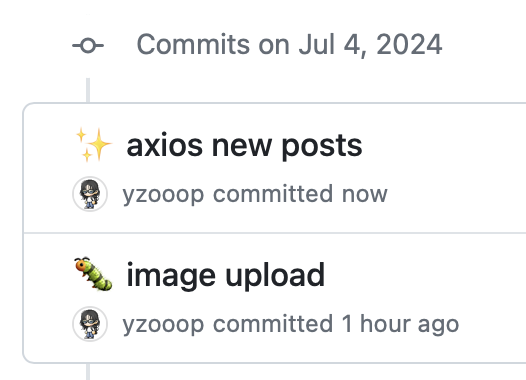 Commits on Jul 4, 2024
✨ axios new posts
yzooop committed now
🐛 image upload
yzooop committed 1 hour ago